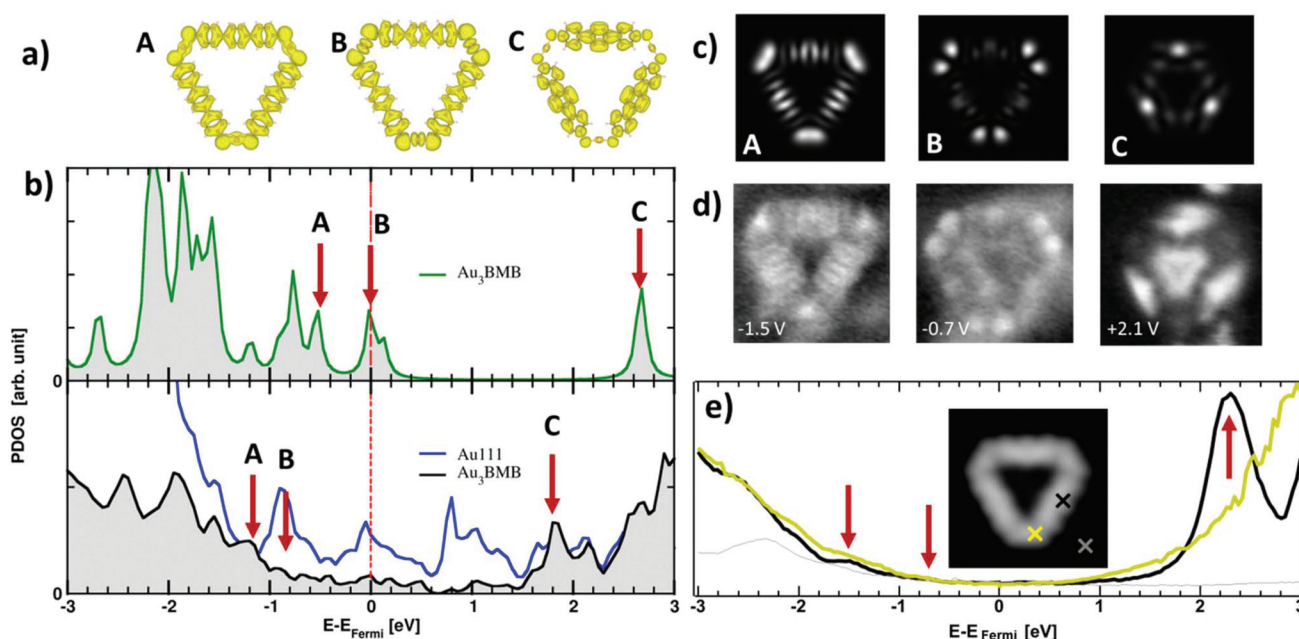 a)
A
B
C
c)
A
B
C
b)
A
B
C
Au3BMB
d)
-1.5 V
-0.7 V
+2.1 V
0
PDOS [arb. unit]
A
B
C
Au111
Au3BMB
0
-3 -2 -1 0 1 2 3
E-EFermi [eV]
e)
-3 -2 -1 0 1 2 3
E-EFermi [eV]